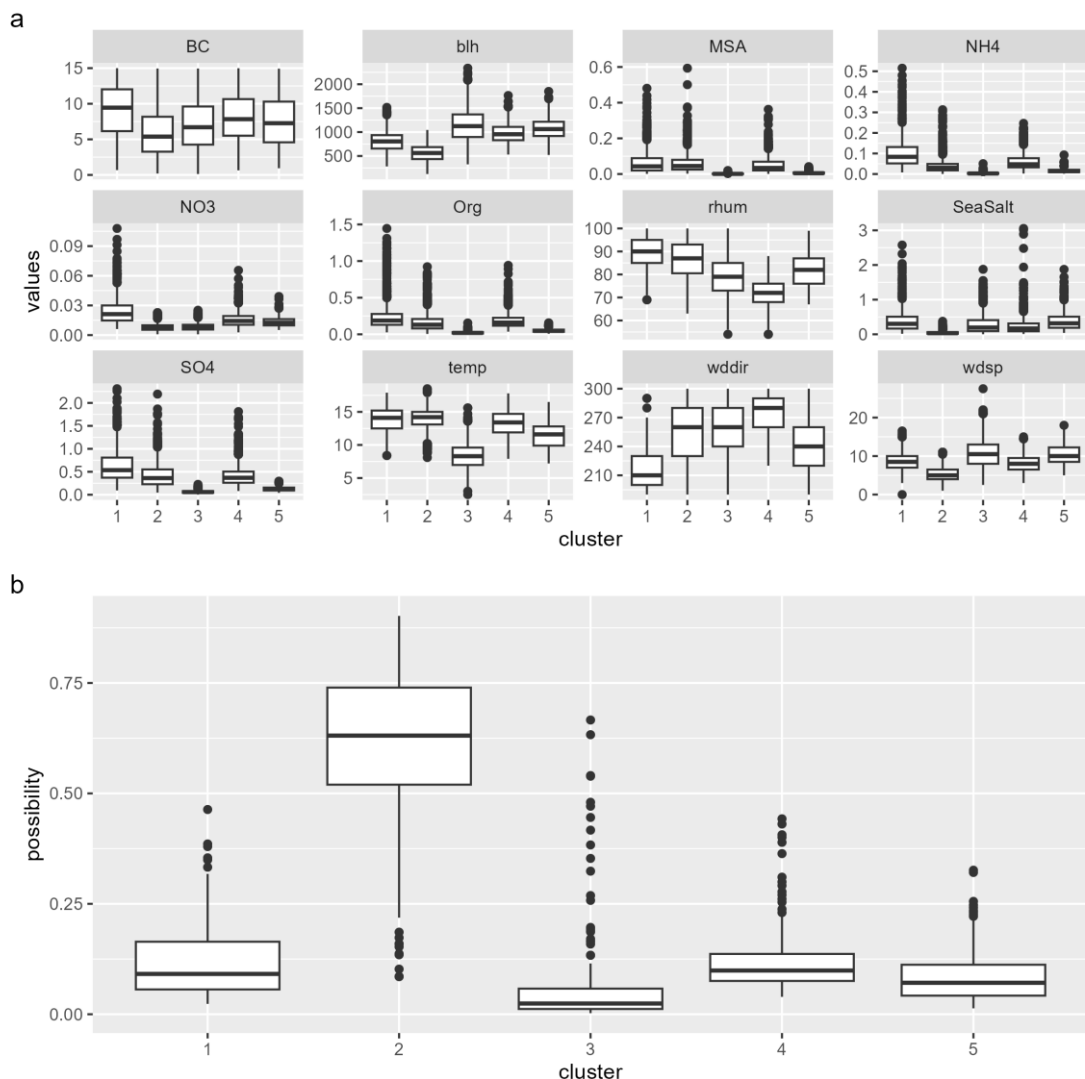 a
BC
blh
MSA
NH4
15
10
5
0
2000
1500
1000
500
0.6
0.4
0.2
0.0
0.5
0.4
0.3
0.2
0.1
0.0
NO3
Org
rhum
SeaSalt
0.09
0.06
0.03
0.00
1.5
1.0
0.5
0.0
100
90
80
70
60
3
2
1
0
values
SO4
temp
wddir
wdsp
2.0
1.5
1.0
0.5
0.0
15
10
5
300
270
240
210
20
10
0
1 2 3 4 5
1 2 3 4 5
1 2 3 4 5
1 2 3 4 5
cluster
b
0.75
0.50
0.25
0.00
possibility
1 2 3 4 5
cluster